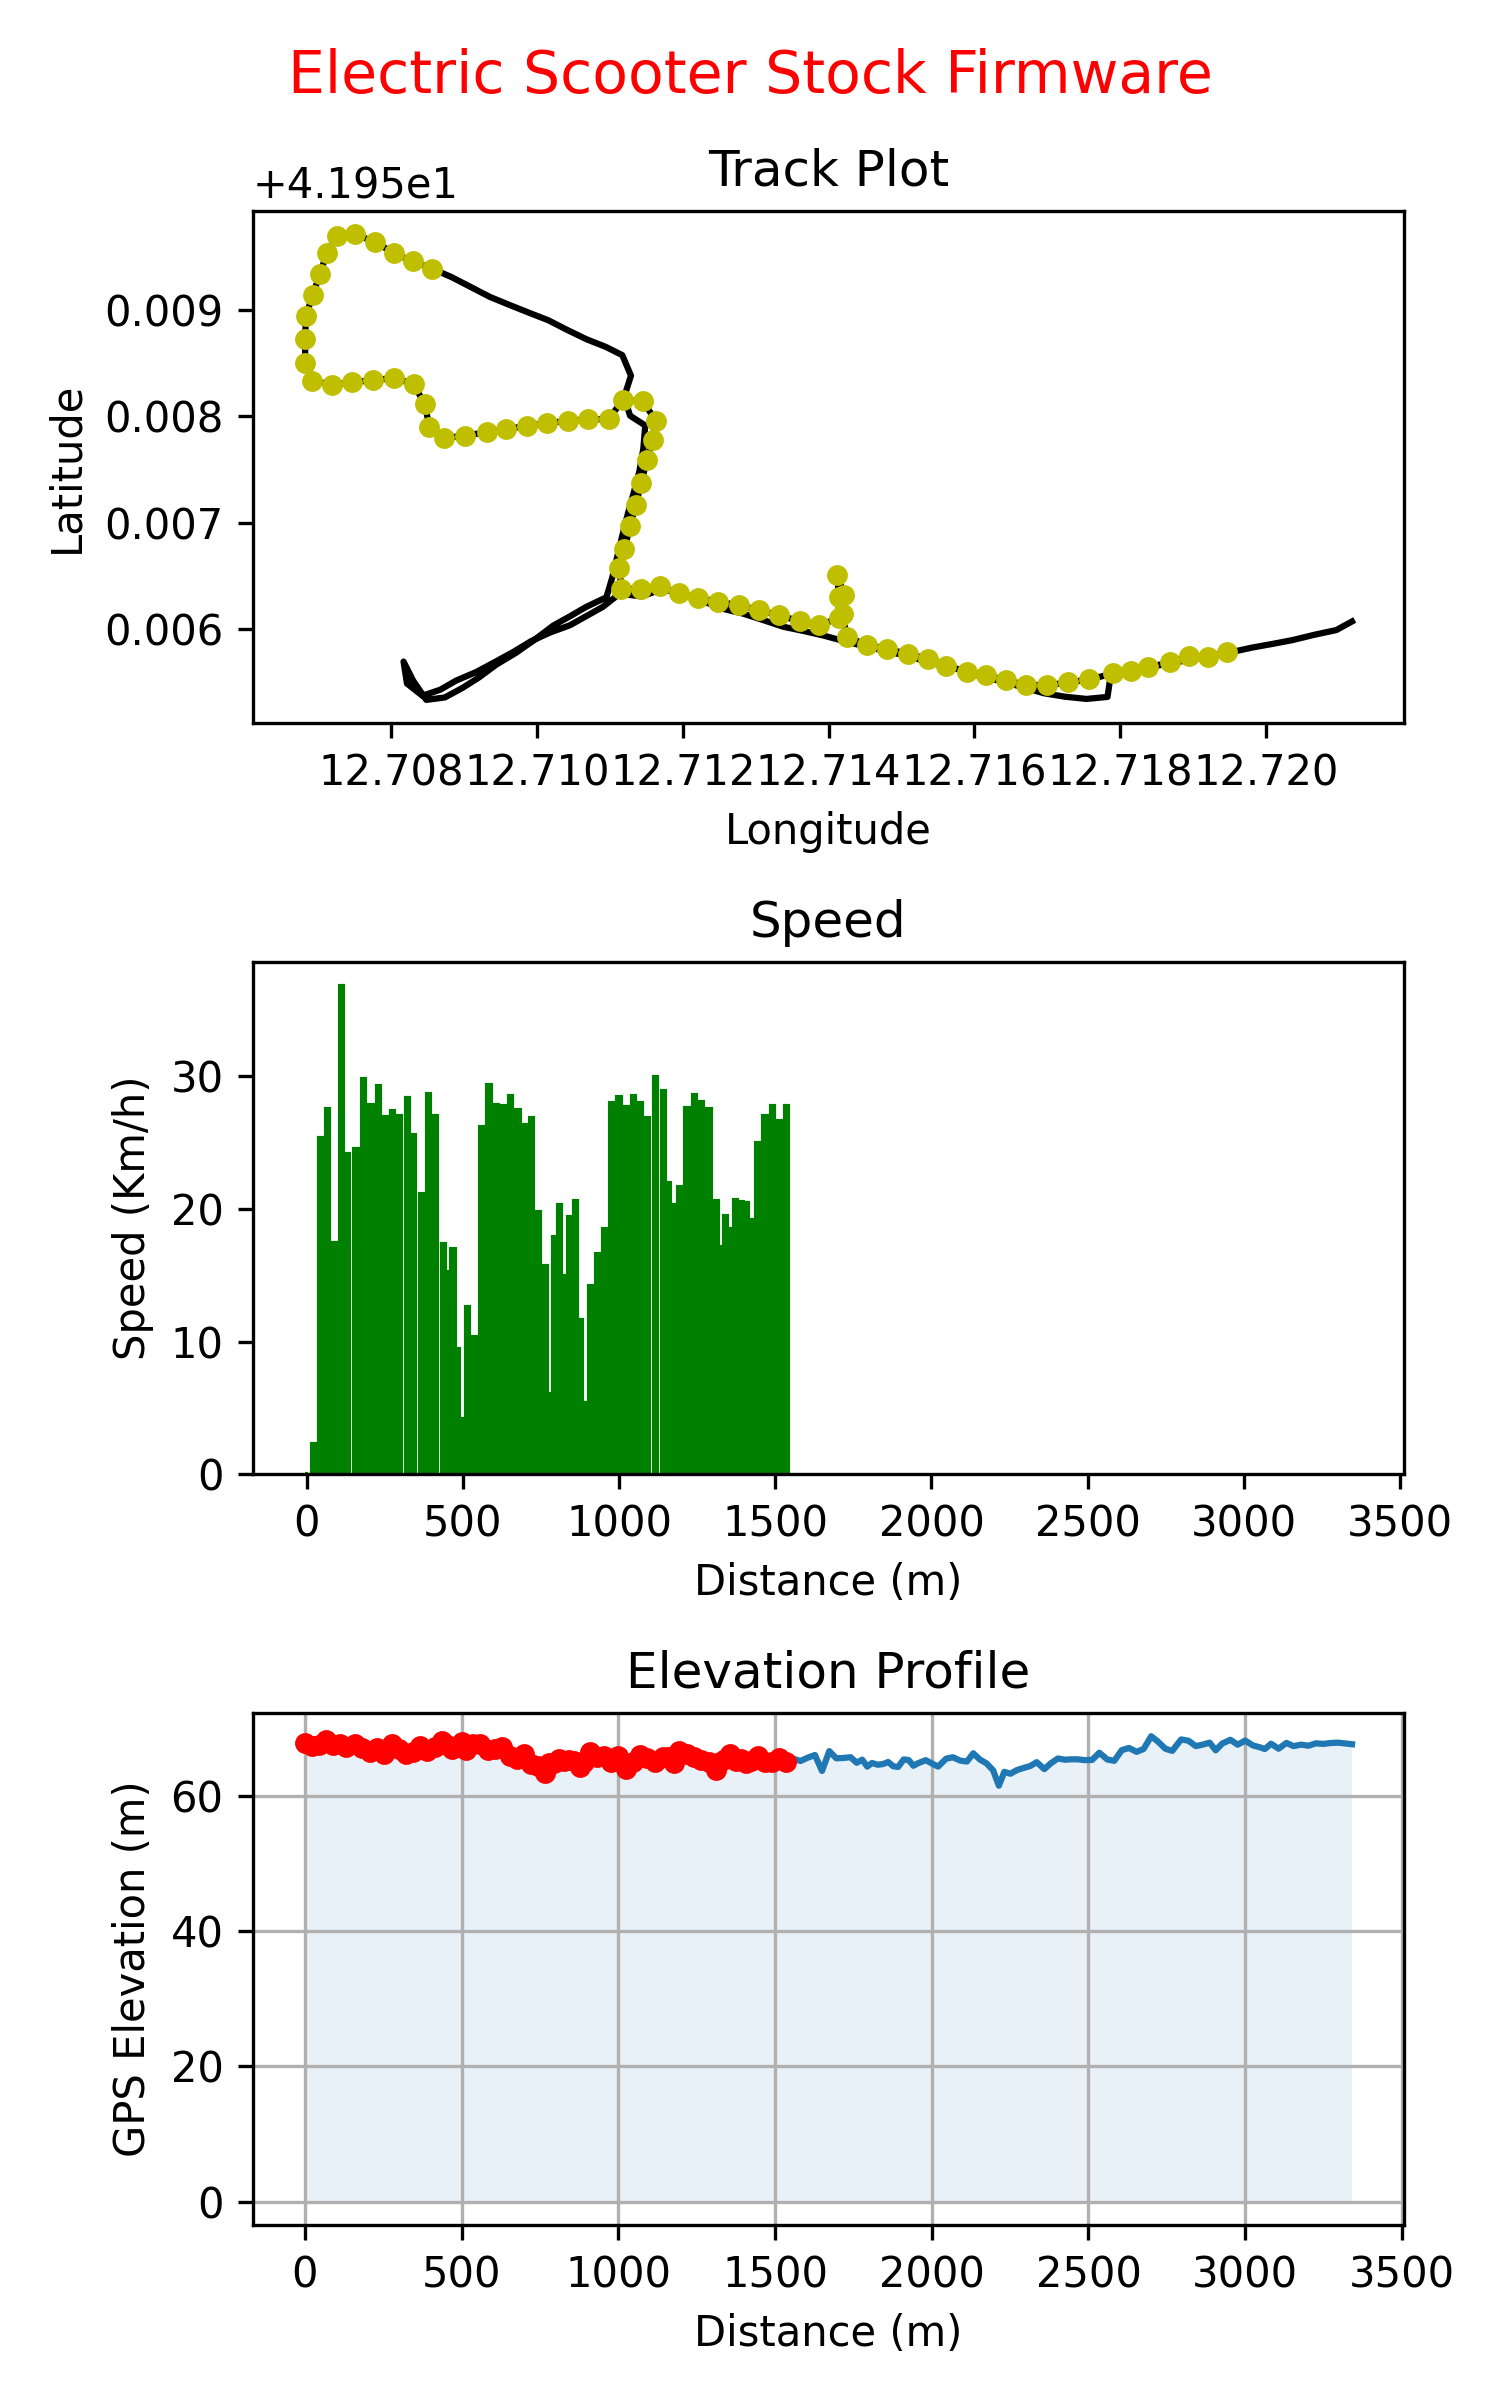 Electric Scooter Stock Firmware
Track Plot
+4.195e1
0.009
0.008
0.007
0.006
Latitude
12.708 12.710 12.712 12.714 12.716 12.718 12.720
Longitude
Speed
30
20
10
0
Speed (Km/h)
0 500 1000 1500 2000 2500 3000 3500
Distance (m)
Elevation Profile
60
40
20
0
GPS Elevation (m)
0 500 1000 1500 2000 2500 3000 3500
Distance (m)